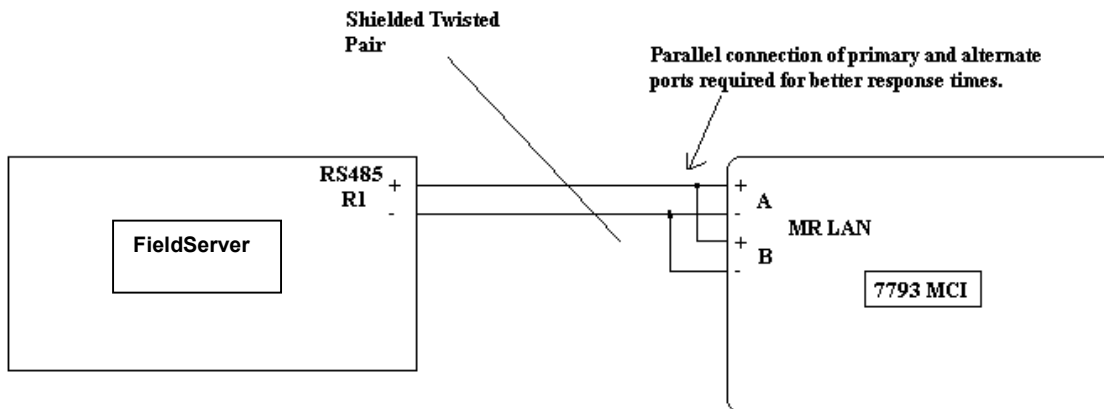 Shielded Twisted
Pair
Parallel connection of primary and alternate
ports required for better response times.
RS485
R1
+
-
FieldServer
+
-
A
+
-
B
MR LAN
7793 MCI